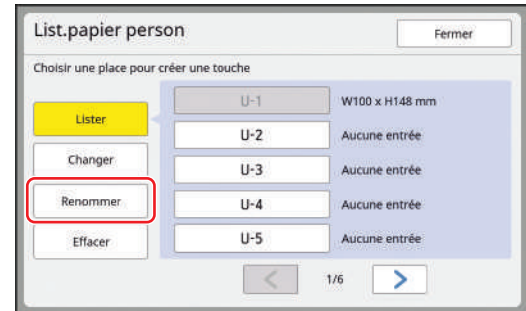 List.papier person
Fermer
Choisir une place pour créer une touche
Lister
Changer
Renommer
Effacer
U-1 W100 x H148 mm
U-2 Aucune entrée
U-3 Aucune entrée
U-4 Aucune entrée
U-5 Aucune entrée
1/6